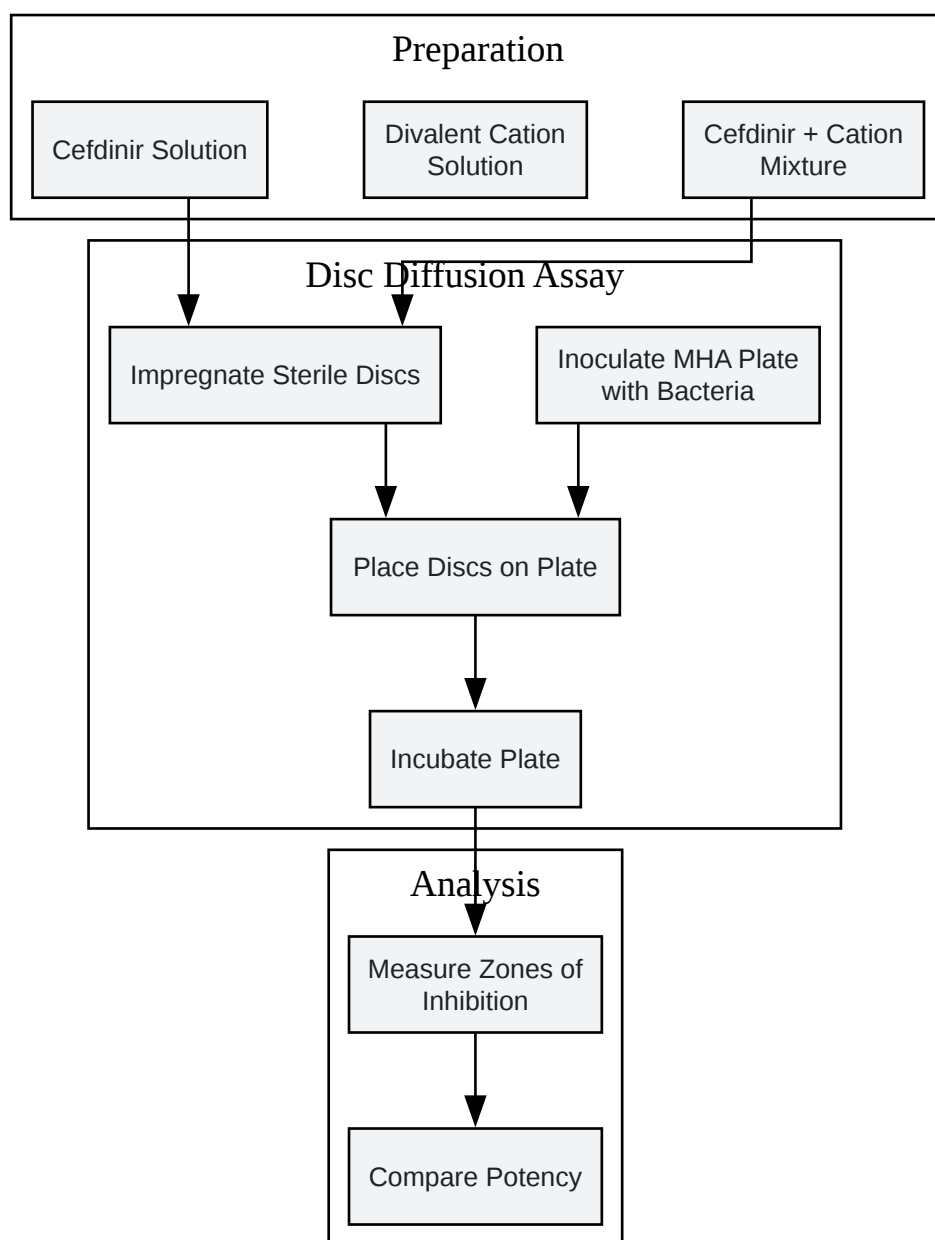 Preparation
Cefdinir Solution
Divalent Cation
Solution
Cefdinir + Cation
Mixture
Disc Diffusion Assay
Impregnate Sterile Discs
Inoculate MHA Plate
with Bacteria
Place Discs on Plate
Incubate Plate
Analysis
Measure Zones of
Inhibition
Compare Potency